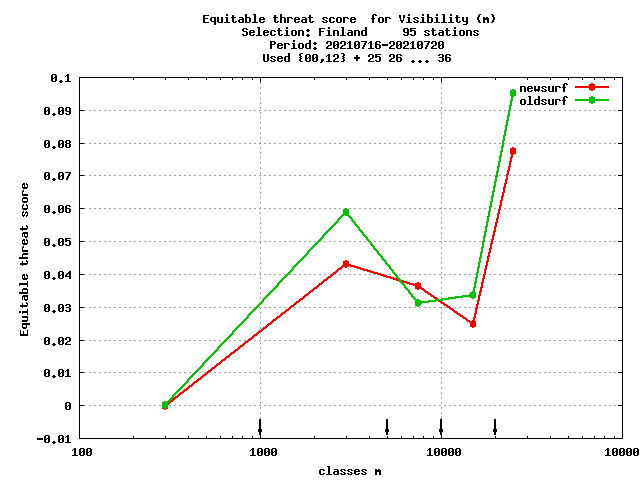 Equitable threat score  for Visibility (m)
Selection: Finland     95 stations
Period: 20210716-20210720
Used {00,12} + 25 26 ... 36
newsurf
oldsurf
Equitable threat score
0.1
0.09
0.08
0.07
0.06
0.05
0.04
0.03
0.02
0.01
0
-0.01
100
1000
10000
100000
classes m